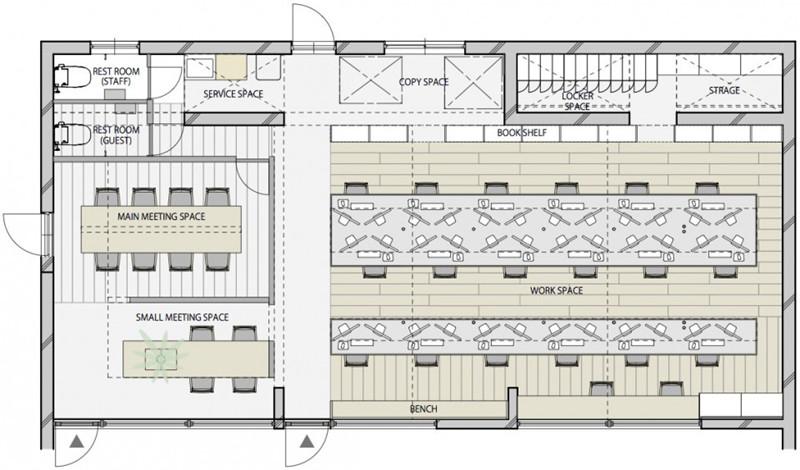 REST ROOM
(STAFF)
SERVICE SPACE
COPY SPACE
LOCKER
SPACE
STRAGE
REST ROOM
(GUEST)
BOOK SHELF
MAIN MEETING SPACE
WORK SPACE
SMALL MEETING SPACE
BENCH